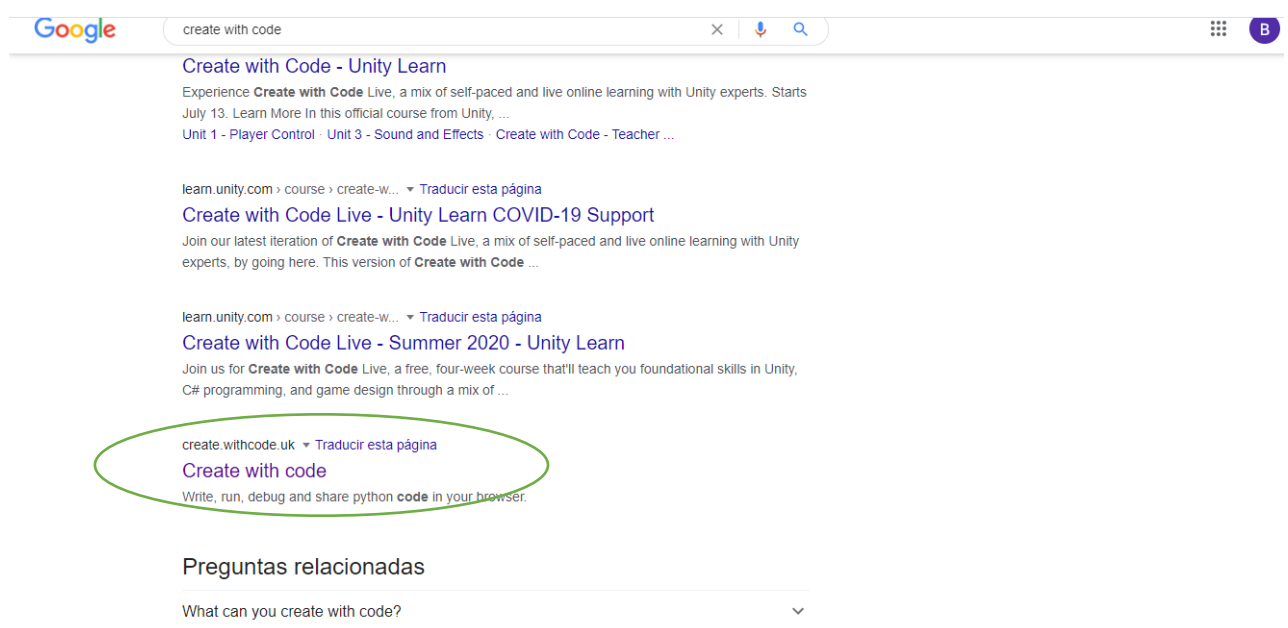 Google
create with code
B
Create with Code - Unity Learn
Experience Create with Code Live, a mix of self-paced and live online learning with Unity experts. Starts
July 13. Learn More In this official course from Unity, ...
Unit 1 - Player Control · Unit 3 - Sound and Effects · Create with Code - Teacher ...
learn.unity.com › course › create-w... Traducir esta página
Create with Code Live - Unity Learn COVID-19 Support
Join our latest iteration of Create with Code Live, a mix of self-paced and live online learning with Unity
experts, by going here. This version of Create with Code ...
learn.unity.com › course › create-w... Traducir esta página
Create with Code Live - Summer 2020 - Unity Learn
Join us for Create with Code Live, a free, four-week course that'll teach you foundational skills in Unity,
C# programming, and game design through a mix of ...
create.withcode.uk Traducir esta página
Create with code
Write, run, debug and share python code in your browser.
Preguntas relacionadas
What can you create with code?